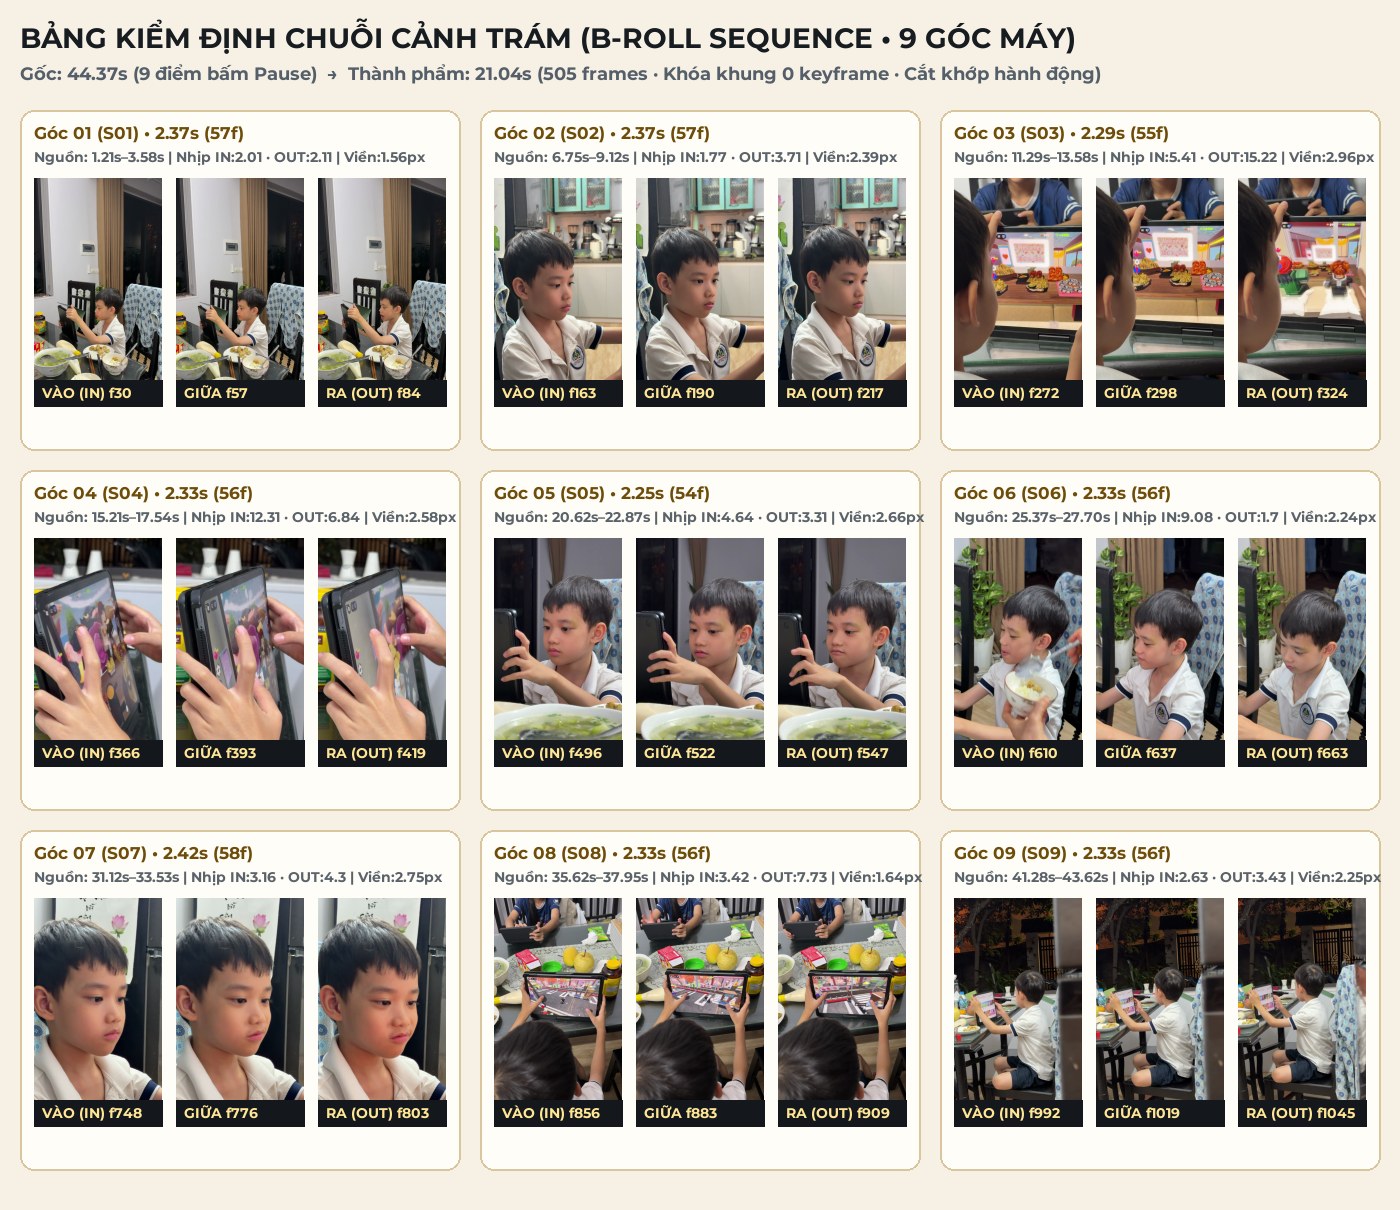 BẢNG KIỂM ĐỊNH CHUỖI CẢNH TRÁM (B-ROLL SEQUENCE • 9 GÓC MÁY)
Gốc: 44.37s (9 điểm bấm Pause) → Thành phẩm: 21.04s (505 frames · Khóa khung 0 keyframe · Cắt khớp hành động)
Góc 01 (S01) • 2.37s (57f)
Nguồn: 1.21s–3.58s | Nhịp IN:2.01 · OUT:2.11 | Viền:1.56px
VÀO (IN) f30
GIỮA f57
RA (OUT) f84
Góc 02 (S02) • 2.37s (57f)
Nguồn: 6.75s–9.12s | Nhịp IN:1.77 · OUT:3.71 | Viền:2.39px
VÀO (IN) f163
GIỮA f190
RA (OUT) f217
Góc 03 (S03) • 2.29s (55f)
Nguồn: 11.29s–13.58s | Nhịp IN:5.41 · OUT:15.22 | Viền:2.96px
VÀO (IN) f272
GIỮA f298
RA (OUT) f324
Góc 04 (S04) • 2.33s (56f)
Nguồn: 15.21s–17.54s | Nhịp IN:12.31 · OUT:6.84 | Viền:2.58px
VÀO (IN) f366
GIỮA f393
RA (OUT) f419
Góc 05 (S05) • 2.25s (54f)
Nguồn: 20.62s–22.87s | Nhịp IN:4.64 · OUT:3.31 | Viền:2.66px
VÀO (IN) f496
GIỮA f522
RA (OUT) f547
Góc 06 (S06) • 2.33s (56f)
Nguồn: 25.37s–27.70s | Nhịp IN:9.08 · OUT:1.7 | Viền:2.24px
VÀO (IN) f610
GIỮA f637
RA (OUT) f663
Góc 07 (S07) • 2.42s (58f)
Nguồn: 31.12s–33.53s | Nhịp IN:3.16 · OUT:4.3 | Viền:2.75px
VÀO (IN) f748
GIỮA f776
RA (OUT) f803
Góc 08 (S08) • 2.33s (56f)
Nguồn: 35.62s–37.95s | Nhịp IN:3.42 · OUT:7.73 | Viền:1.64px
VÀO (IN) f856
GIỮA f883
RA (OUT) f909
Góc 09 (S09) • 2.33s (56f)
Nguồn: 41.28s–43.62s | Nhịp IN:2.63 · OUT:3.43 | Viền:2.25px
VÀO (IN) f992
GIỮA f1019
RA (OUT) f1045